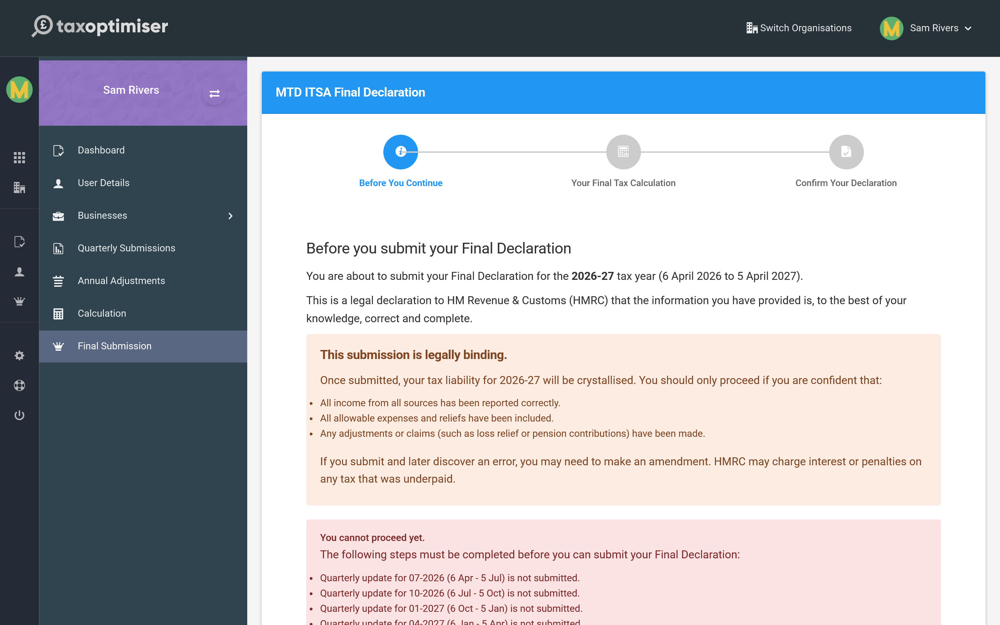 taxoptimiser
Switch Organisations
Sam Rivers
Sam Rivers
Dashboard
User Details
Businesses
Quarterly Submissions
Annual Adjustments
Calculation
Final Submission
MTD ITSA Final Declaration
Before You Continue
Your Final Tax Calculation
Confirm Your Declaration
Before you submit your Final Declaration
You are about to submit your Final Declaration for the 2026-27 tax year (6 April 2026 to 5 April 2027).
This is a legal declaration to HM Revenue & Customs (HMRC) that the information you have provided is, to the best of your
knowledge, correct and complete.
This submission is legally binding.
Once submitted, your tax liability for 2026-27 will be crystallised. You should only proceed if you are confident that:
• All income from all sources has been reported correctly.
• All allowable expenses and reliefs have been included.
• Any adjustments or claims (such as loss relief or pension contributions) have been made.
If you submit and later discover an error, you may need to make an amendment. HMRC may charge interest or penalties on
any tax that was underpaid.
You cannot proceed yet.
The following steps must be completed before you can submit your Final Declaration:
• Quarterly update for 07-2026 (6 Apr - 5 Jul) is not submitted.
• Quarterly update for 10-2026 (6 Jul - 5 Oct) is not submitted.
• Quarterly update for 01-2027 (6 Oct - 5 Jan) is not submitted.
• Quarterly update for 04-2027 (6 Jan - 5 Apr) is not submitted.